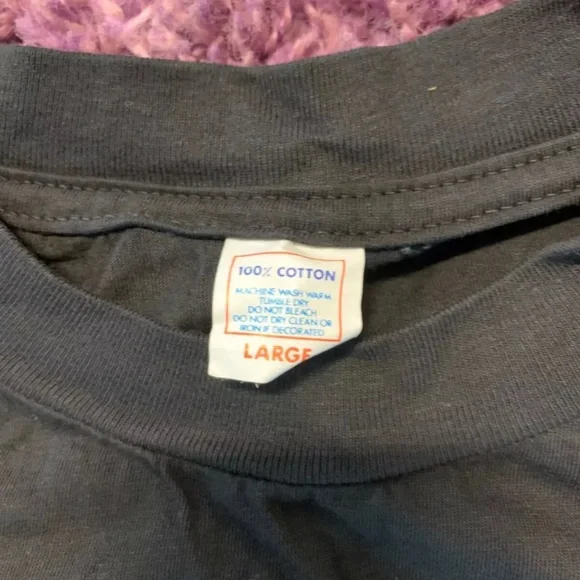 100% COTTON
MACHINE WASH WARM
TUMBLE DRY
DO NOT BLEACH
DO NOT DRY CLEAN OR
IRON IF DECORATED
LARGE